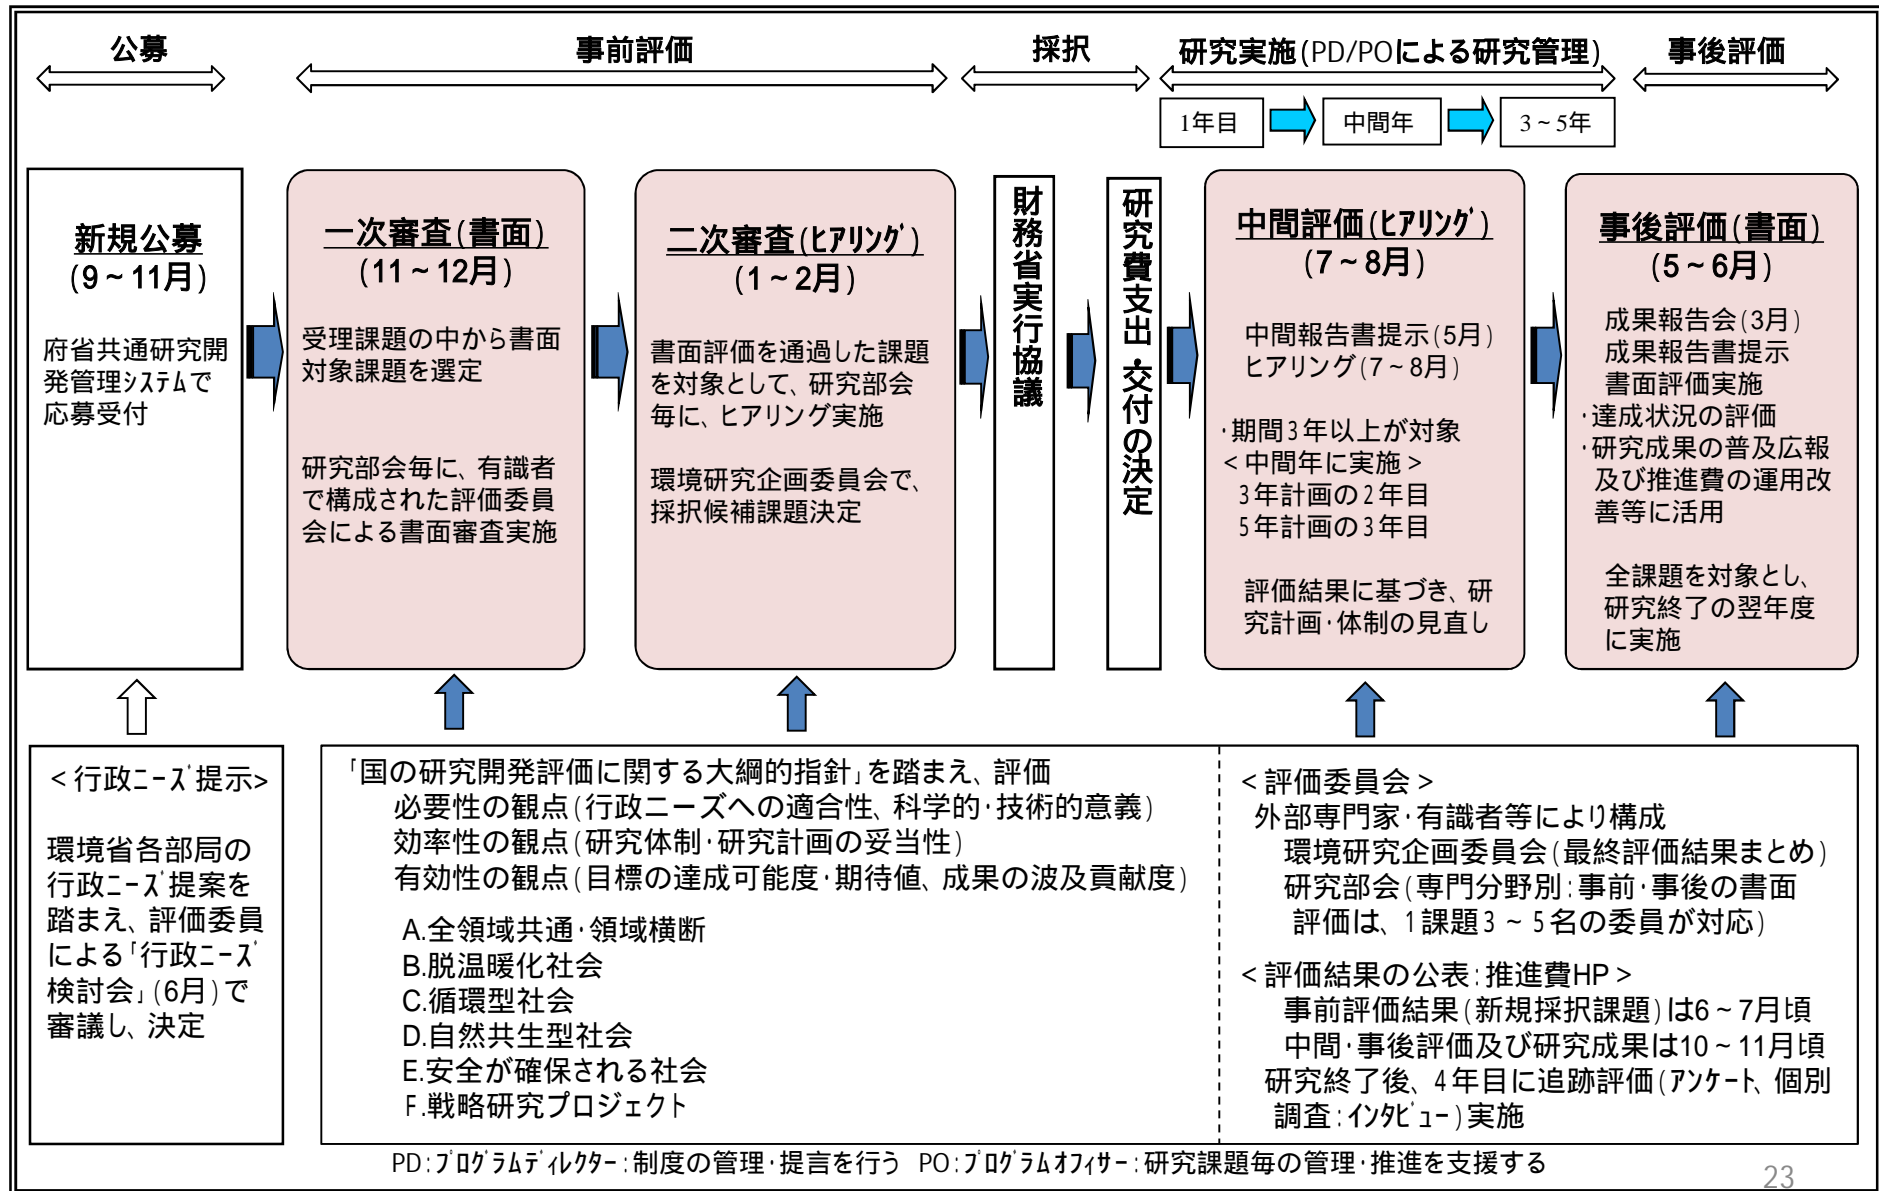 公募
事前評価
採択
研究実施(PD/POによる研究管理)
事後評価
1年目
中間年
3~5年
新規公募
(9~11月)
府省共通研究開
発管理ｼｽﾃﾑで
応募受付
一次審査(書面)
(11~12月)
受理課題の中から書面
対象課題を選定
研究部会毎に、有識者
で構成された評価委員
会による書面審査実施
二次審査(ﾋｱﾘﾝｸﾞ)
(1~2月)
書面評価を通過した課題
を対象として、研究部会
毎に、ヒアリング実施
環境研究企画委員会で、
採択候補課題決定
財務省実行協議
研究費支出・交付の決定
中間評価(ﾋｱﾘﾝｸﾞ)
(7~8月)
中間報告書提示(5月)
ヒアリング(7~8月)
・期間3年以上が対象
<中間年に実施>
3年計画の2年目
5年計画の3年目
評価結果に基づき、研
究計画・体制の見直し
事後評価(書面)
(5~6月)
成果報告会(3月)
成果報告書提示
書面評価実施
・達成状況の評価
・研究成果の普及広報
及び推進費の運用改
善等に活用
全課題を対象とし、
研究終了の翌年度
に実施
<行政ﾆｰｽﾞ提示>
環境省各部局の
行政ﾆｰｽﾞ提案を
踏まえ、評価委員
による「行政ﾆｰｽﾞ
検討会」(6月)で
審議し、決定
「国の研究開発評価に関する大綱的指針」を踏まえ、評価
必要性の観点(行政ニーズへの適合性、科学的・技術的意義)
効率性の観点(研究体制・研究計画の妥当性)
有効性の観点(目標の達成可能度・期待値、成果の波及貢献度)
A.全領域共通・領域横断
B.脱温暖化社会
C.循環型社会
D.自然共生型社会
E.安全が確保される社会
F.戦略研究プロジェクト
<評価委員会>
外部専門家・有識者等により構成
環境研究企画委員会(最終評価結果まとめ)
研究部会(専門分野別:事前・事後の書面
評価は、1課題3~5名の委員が対応)
<評価結果の公表:推進費HP>
事前評価結果(新規採択課題)は6~7月頃
中間・事後評価及び研究成果は10~11月頃
研究終了後、4年目に追跡評価(ｱﾝｹｰﾄ、個別
調査:ｲﾝﾀﾋﾞｭｰ)実施
PD:ﾌﾟﾛｸﾞﾗﾑﾃﾞｨﾚｸﾀｰ:制度の管理・提言を行う PO:ﾌﾟﾛｸﾞﾗﾑｵﾌｨｻｰ:研究課題毎の管理・推進を支援する
23